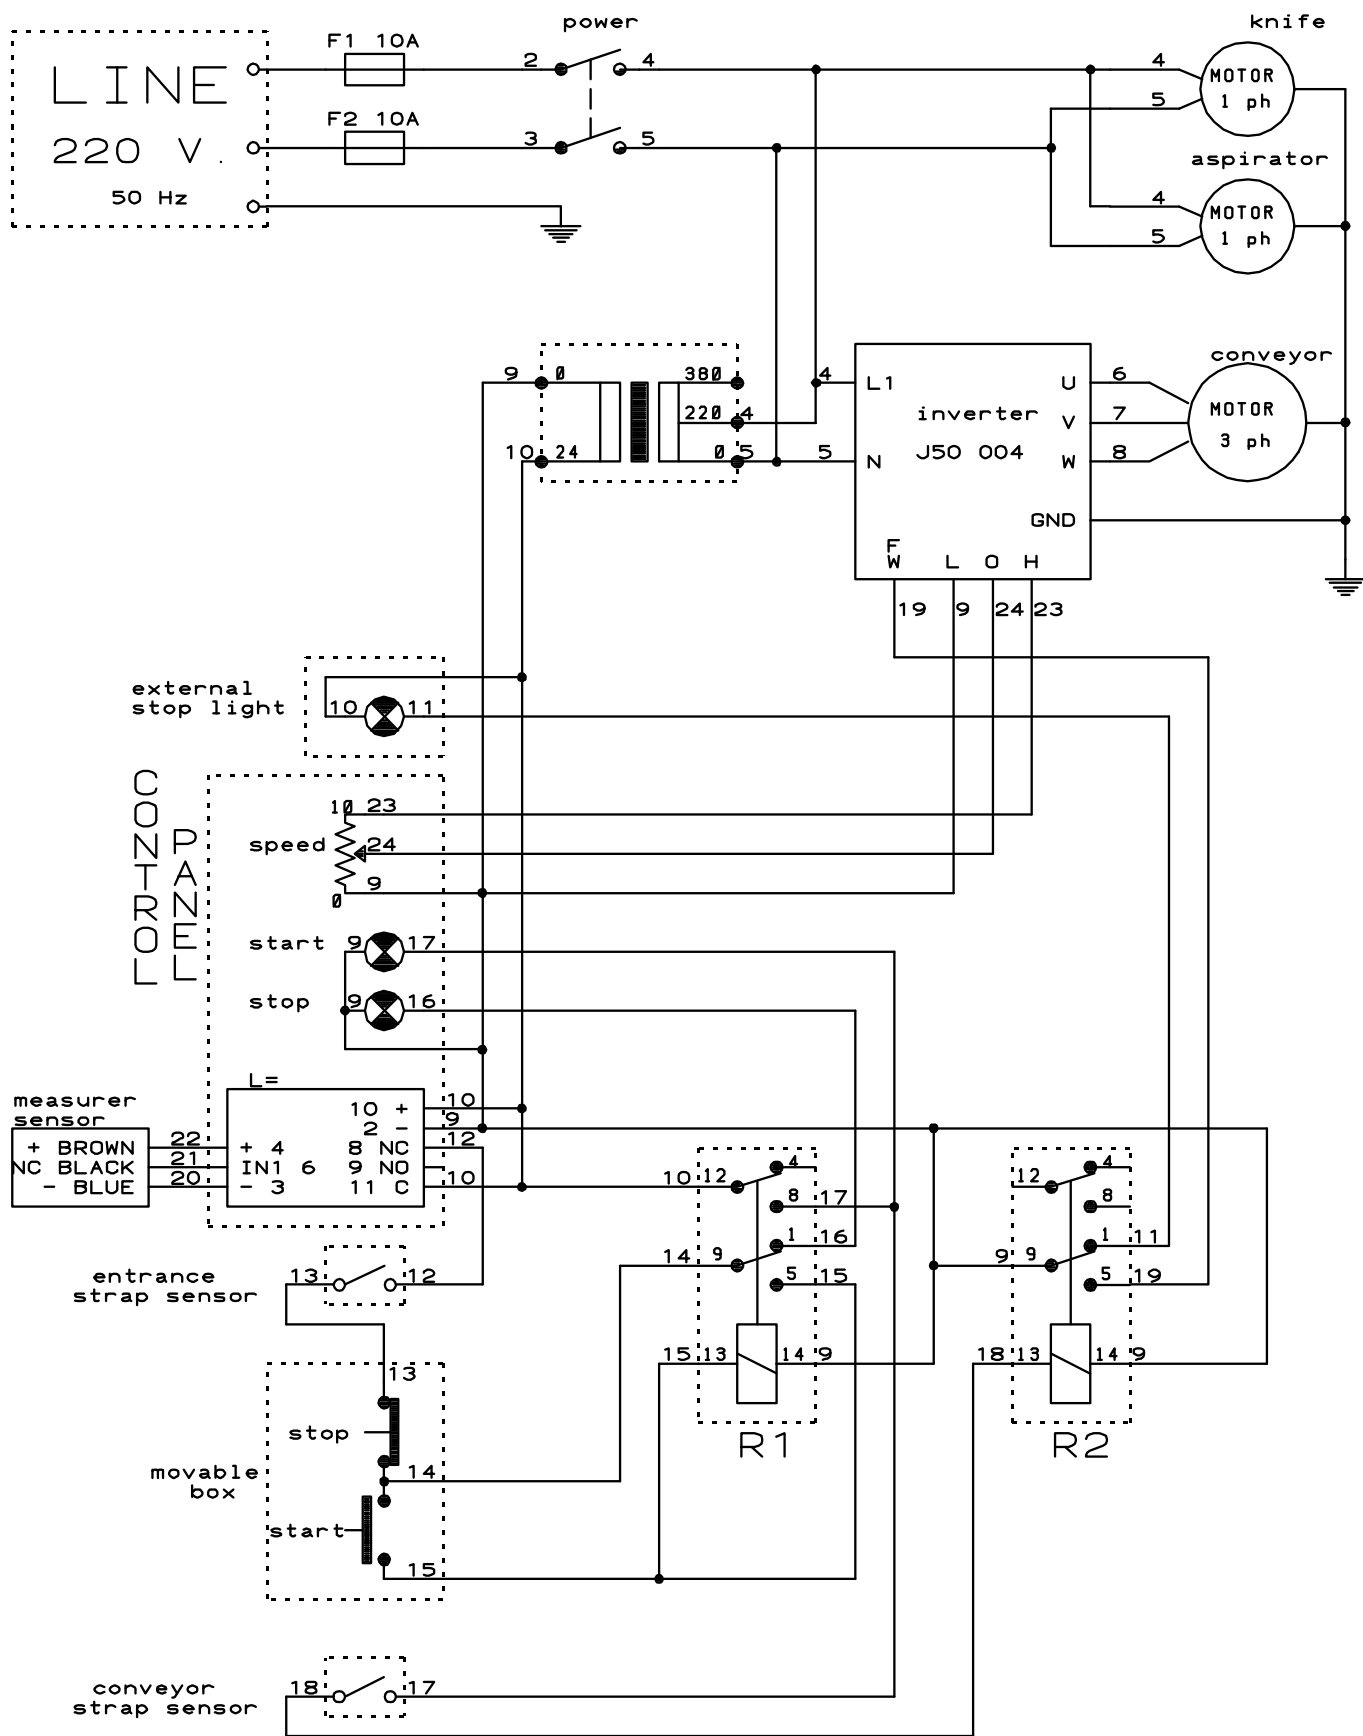 power
knife
F1 10A
LINE
2
4
4
MOTOR
1 ph
5
F2 10A
220 V.
3
5
aspirator
50 Hz
4
MOTOR
1 ph
5
conveyor
9
0
380
4
L1
U
6
220
4
inverter
V
7
MOTOR
3 ph
10
24
0
5
5
N
J50 004
W
8
GND
F
W
L
O
H
19
9
24
23
external
stop light
10
11
CONTROL
PANEL
10
23
speed
24
9
0
start
9
17
stop
9
16
L=
measurer
sensor
10 +
10
2 -
9
+ BROWN
22
+ 4
8 NC
12
NC BLACK
21
IN1 6
9 NO
- BLUE
20
- 3
11 C
10
10
12
4
8
17
1
16
14
9
5
15
12
4
8
1
11
9
9
5
19
entrance
strap sensor
13
12
15
13
14
9
18
13
14
9
R1
R2
13
stop
movable
box
14
start
15
conveyor
strap sensor
18
17